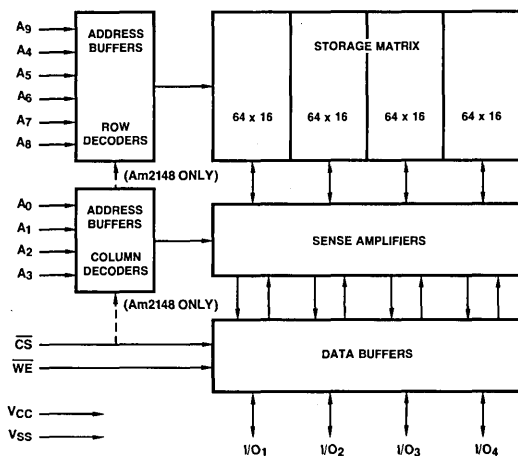 A9
A4
A5
A6
A7
A8
ADDRESS
BUFFERS
ROW
DECODERS
STORAGE MATRIX
64 x 16 64 x 16 64 x 16 64 x 16
(Am2148 ONLY)
A0
A1
A2
A3
ADDRESS
BUFFERS
COLUMN
DECODERS
SENSE AMPLIFIERS
(Am2148 ONLY)
CS
WE
DATA BUFFERS
VCC
VSS
I/O1 I/O2 I/O3 I/O4